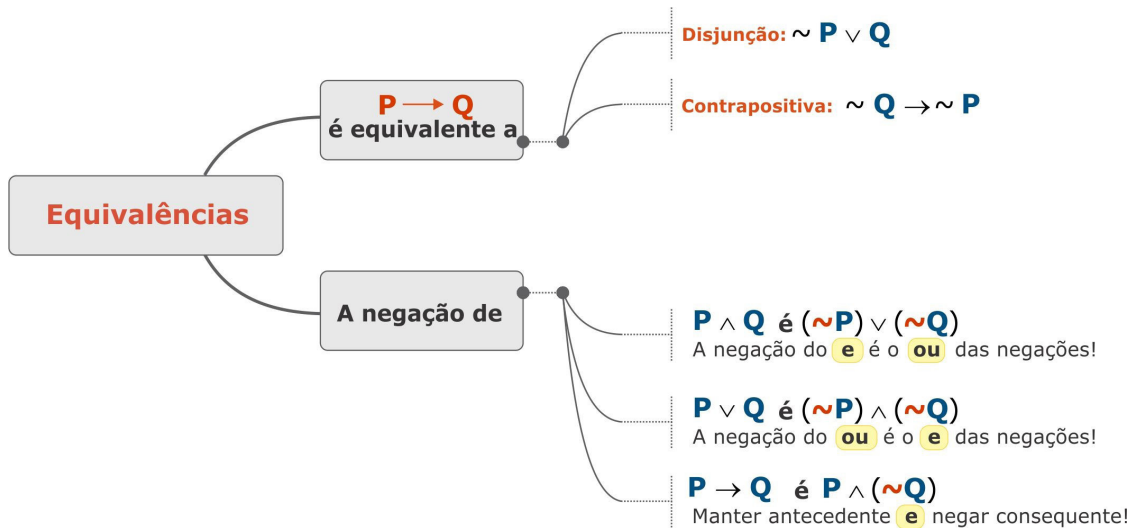 Equivalências
P → Q
é equivalente a
Disjunção: ~ P ∨ Q
Contrapositiva: ~ Q → ~ P
A negação de
P ∧ Q é (~P) ∨ (~Q)
A negação do e é o ou das negações!
P ∨ Q é (~P) ∧ (~Q)
A negação do ou é o e das negações!
P → Q é P ∧ (~Q)
Manter antecedente e negar consequente!